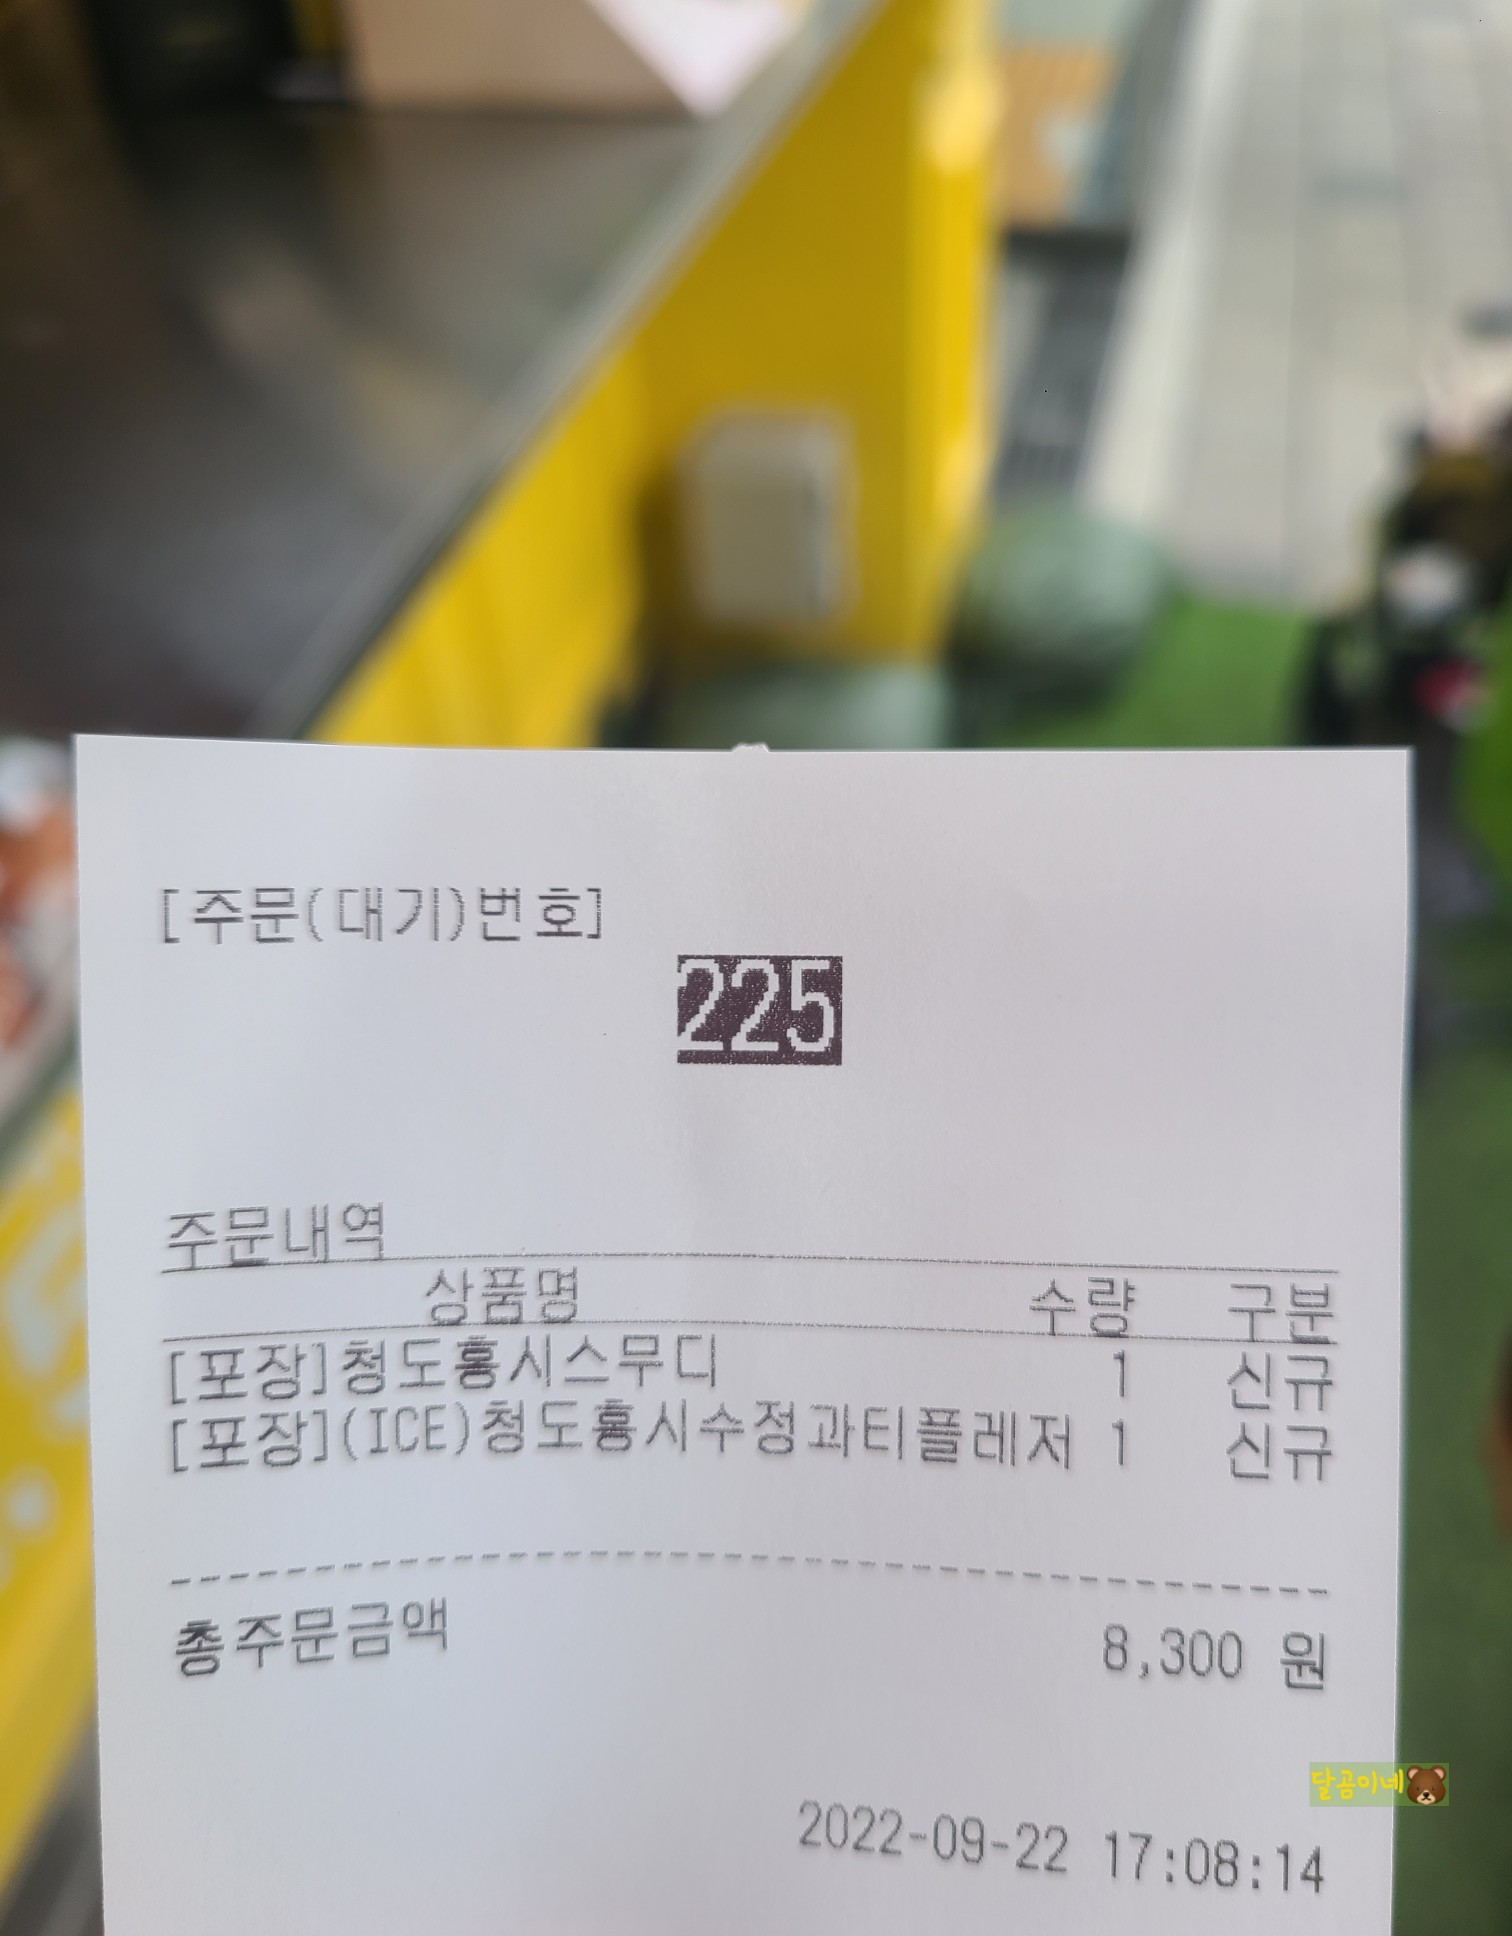 [주문(대기)번호]
225
주문내역
상품명 수량 구분
[포장]청도홍시스무디 1 신규
[포장](ICE)청도홍시수정과티플레저 1 신규
총주문금액 8,300 원
달곰이네
2022-09-22 17:08:14